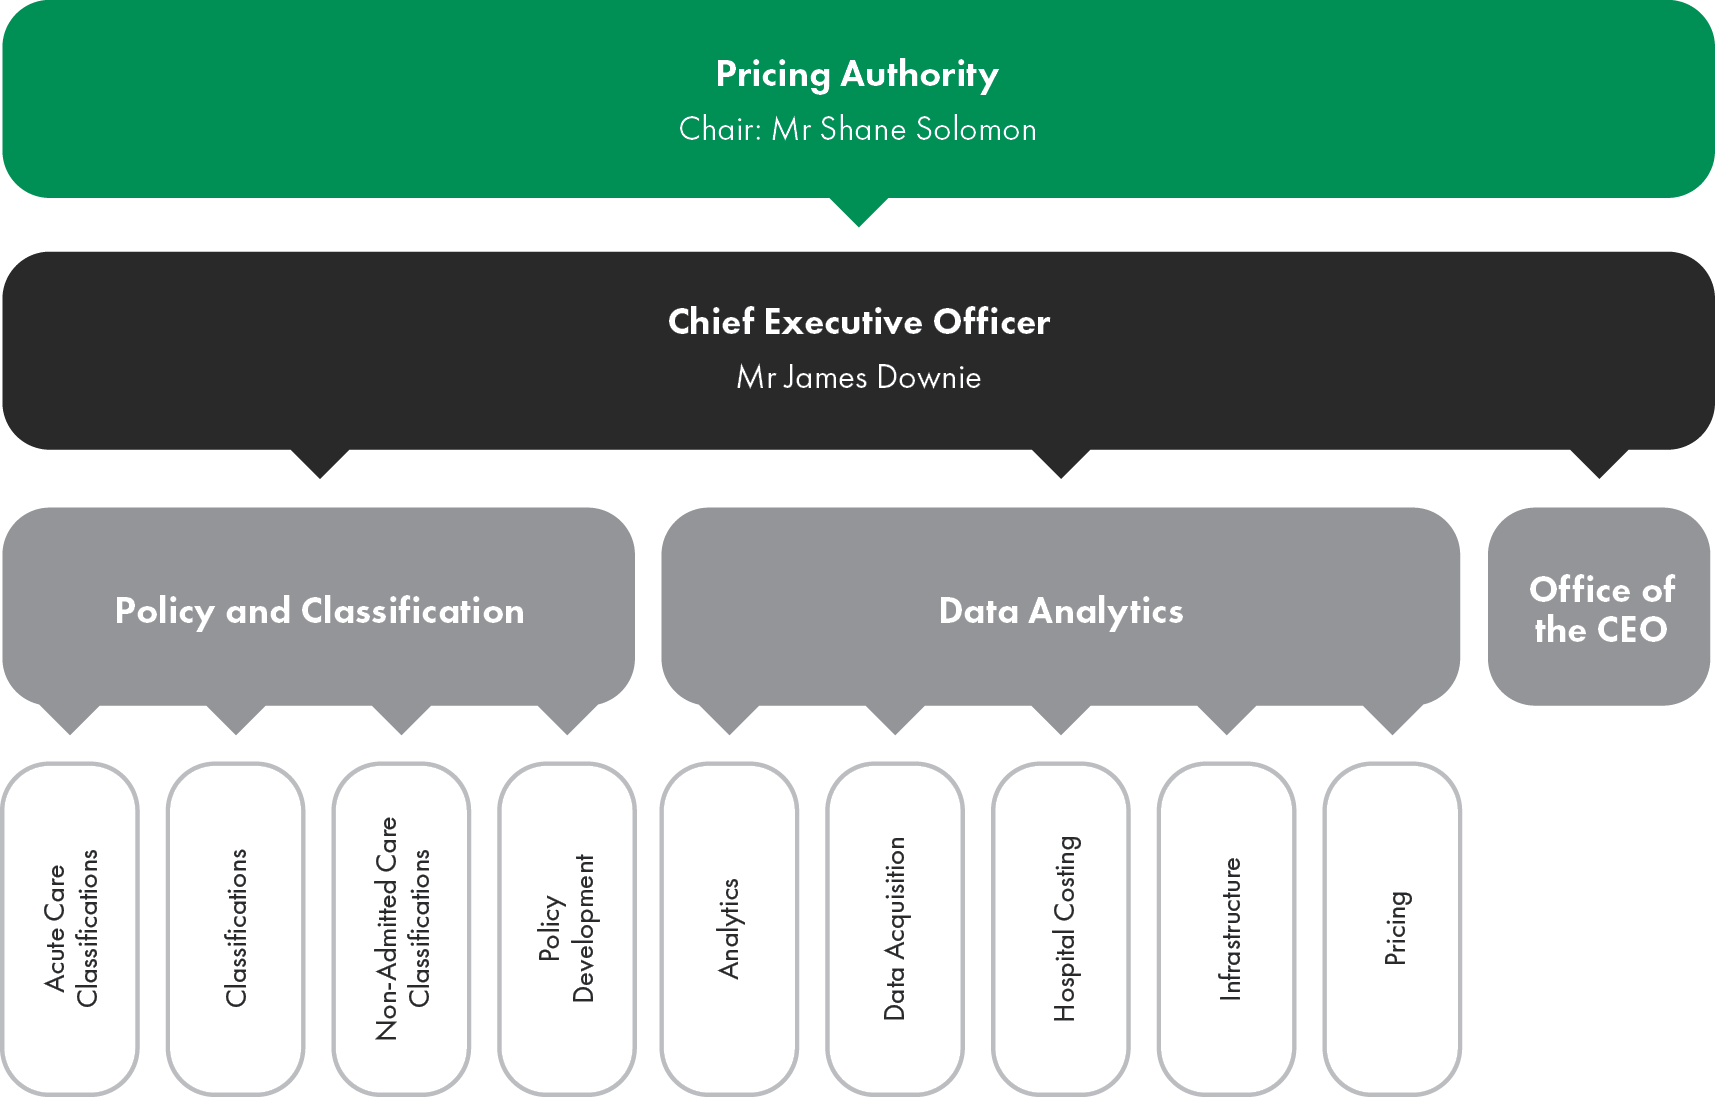 Pricing Authority
Chair: Mr Shane Solomon
Chief Executive Officer
Mr James Downie
Policy and Classification
Data Analytics
Office of
the CEO
Acute Care
Classifications
Classifications
Non-Admitted Care
Classifications
Policy
Development
Analytics
Data Acquisition
Hospital Costing
Infrastructure
Pricing